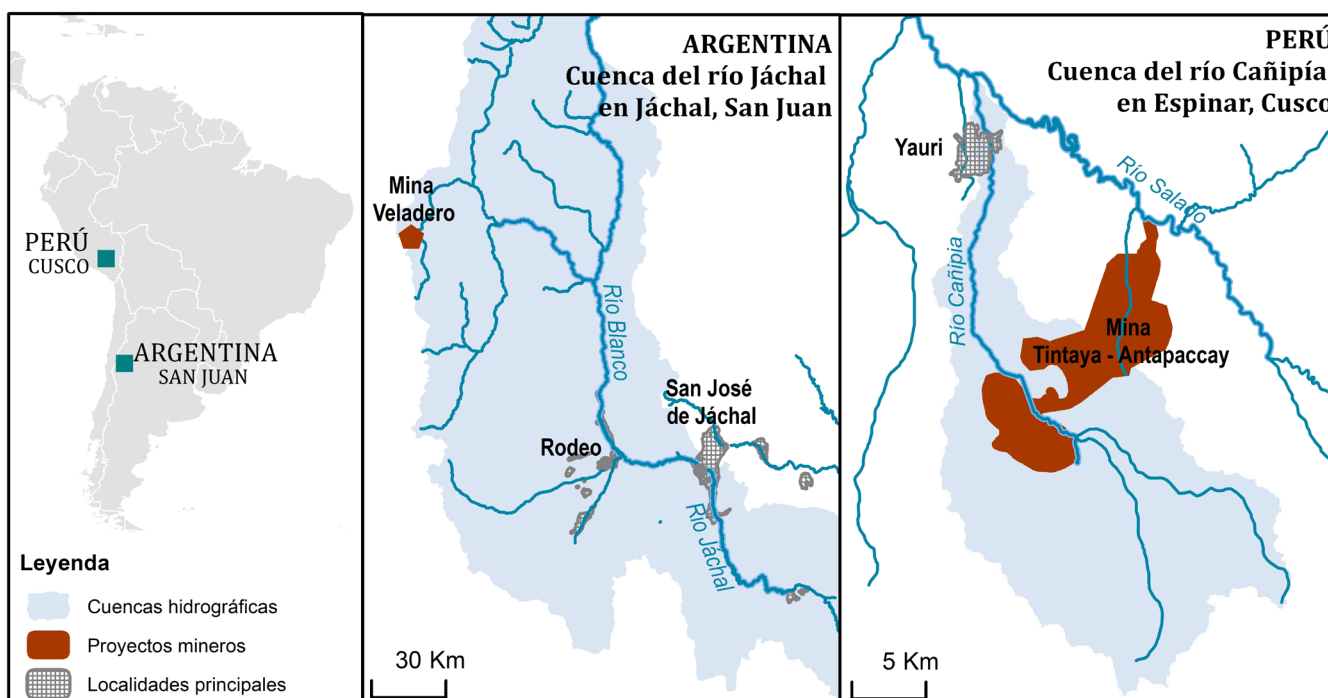 PERÚ
CUSCO
ARGENTINA
SAN JUAN
Leyenda
Cuencas hidrográficas
Proyectos mineros
Localidades principales
ARGENTINA
Cuenca del río Jáchal
en Jáchal, San Juan
Mina
Veladero
Río Blanco
San José
de Jáchal
Rodeo
Río Jáchal
30 Km
PERÚ
Cuenca del río Cañipía
en Espinar, Cusco
Yauri
Río Salado
Río Cañipia
Mina
Tintaya - Antapaccay
5 Km